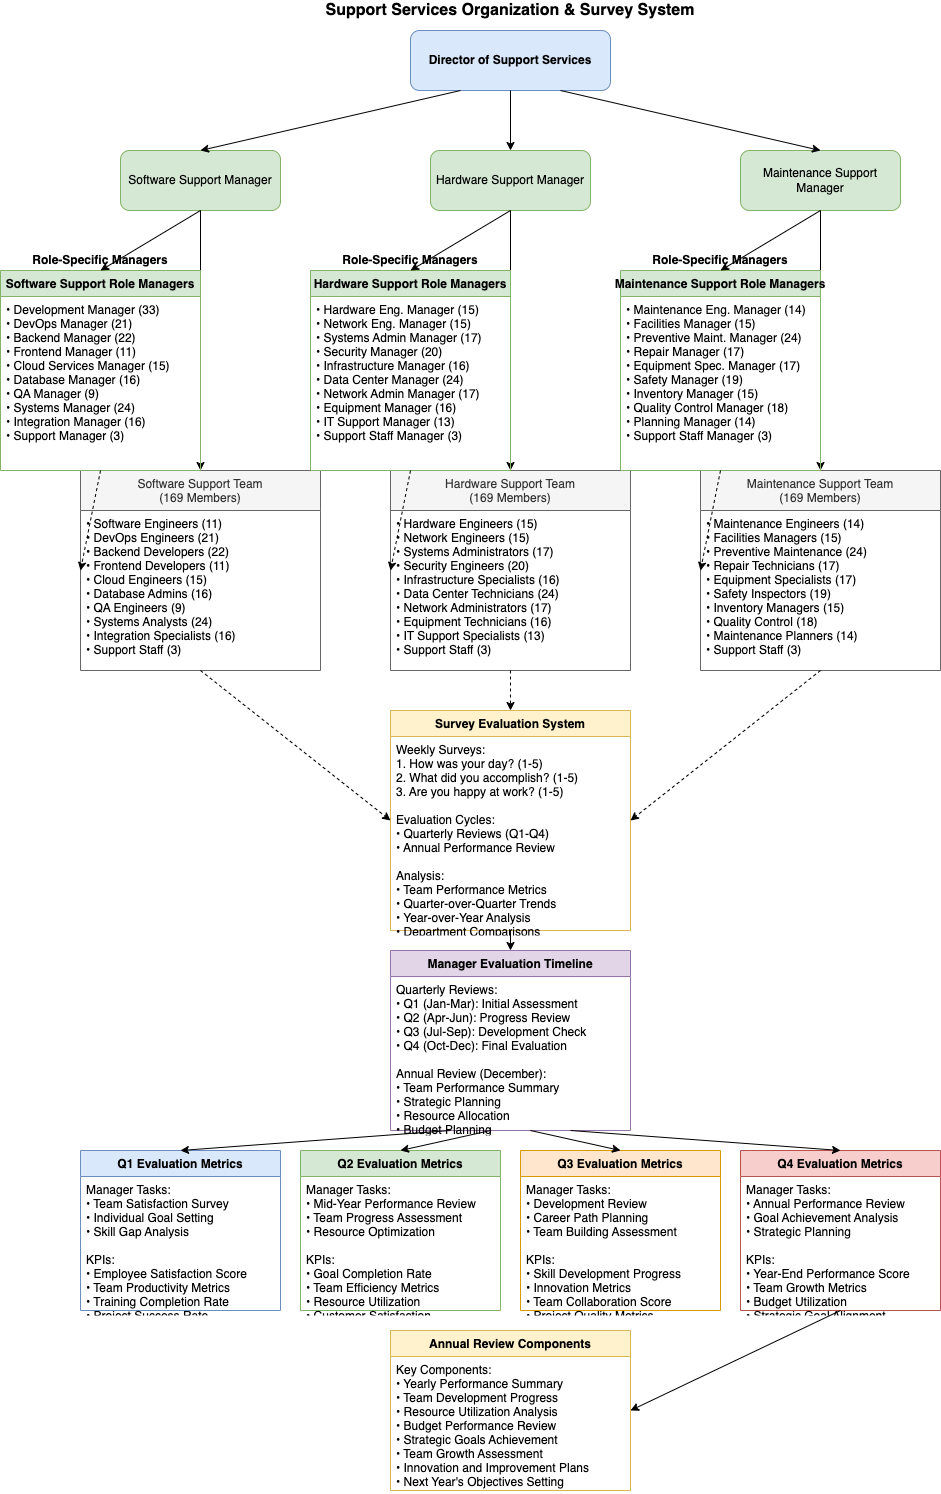 Support Services Organization & Survey System
Director of Support Services
Software Support Manager
Hardware Support Manager
Maintenance Support
Manager
Role-Specific Managers
Software Support Role Managers
• Development Manager (33)
• DevOps Manager (21)
• Backend Manager (22)
• Frontend Manager (11)
• Cloud Services Manager (15)
• Database Manager (16)
• QA Manager (9)
• Systems Manager (24)
• Integration Manager (16)
• Support Manager (3)
Role-Specific Managers
Hardware Support Role Managers
• Hardware Eng. Manager (15)
• Network Eng. Manager (15)
• Systems Admin Manager (17)
• Security Manager (20)
• Infrastructure Manager (16)
• Data Center Manager (24)
• Network Admin Manager (17)
• Equipment Manager (16)
• IT Support Manager (13)
• Support Staff Manager (3)
Role-Specific Managers
Maintenance Support Role Managers
• Maintenance Eng. Manager (14)
• Facilities Manager (15)
• Preventive Maint. Manager (24)
• Repair Manager (17)
• Equipment Spec. Manager (17)
• Safety Manager (19)
• Inventory Manager (15)
• Quality Control Manager (18)
• Planning Manager (14)
• Support Staff Manager (3)
Software Support Team
(169 Members)
• Software Engineers (11)
• DevOps Engineers (21)
• Backend Developers (22)
• Frontend Developers (11)
• Cloud Engineers (15)
• Database Admins (16)
• QA Engineers (9)
• Systems Analysts (24)
• Integration Specialists (16)
• Support Staff (3)
Hardware Support Team
(169 Members)
• Hardware Engineers (15)
• Network Engineers (15)
• Systems Administrators (17)
• Security Engineers (20)
• Infrastructure Specialists (16)
• Data Center Technicians (24)
• Network Administrators (17)
• Equipment Technicians (16)
• IT Support Specialists (13)
• Support Staff (3)
Maintenance Support Team
(169 Members)
• Maintenance Engineers (14)
• Facilities Managers (15)
• Preventive Maintenance (24)
• Repair Technicians (17)
• Equipment Specialists (17)
• Safety Inspectors (19)
• Inventory Managers (15)
• Quality Control (18)
• Maintenance Planners (14)
• Support Staff (3)
Survey Evaluation System
Weekly Surveys:
1. How was your day? (1-5)
2. What did you accomplish? (1-5)
3. Are you happy at work? (1-5)
Evaluation Cycles:
• Quarterly Reviews (Q1-Q4)
• Annual Performance Review
Analysis:
• Team Performance Metrics
• Quarter-over-Quarter Trends
• Year-over-Year Analysis
• Department Comparisons
Manager Evaluation Timeline
Quarterly Reviews:
• Q1 (Jan-Mar): Initial Assessment
• Q2 (Apr-Jun): Progress Review
• Q3 (Jul-Sep): Development Check
• Q4 (Oct-Dec): Final Evaluation
Annual Review (December):
• Team Performance Summary
• Strategic Planning
• Resource Allocation
• Budget Planning
Q1 Evaluation Metrics
Manager Tasks:
• Team Satisfaction Survey
• Individual Goal Setting
• Skill Gap Analysis
KPIs:
• Employee Satisfaction Score
• Team Productivity Metrics
• Training Completion Rate
• Project Success Rate
Q2 Evaluation Metrics
Manager Tasks:
• Mid-Year Performance Review
• Team Progress Assessment
• Resource Optimization
KPIs:
• Goal Completion Rate
• Team Efficiency Metrics
• Resource Utilization
• Customer Satisfaction
Q3 Evaluation Metrics
Manager Tasks:
• Development Review
• Career Path Planning
• Team Building Assessment
KPIs:
• Skill Development Progress
• Innovation Metrics
• Team Collaboration Score
• Project Quality Metrics
Q4 Evaluation Metrics
Manager Tasks:
• Annual Performance Review
• Goal Achievement Analysis
• Strategic Planning
KPIs:
• Year-End Performance Score
• Team Growth Metrics
• Budget Utilization
• Strategic Goal Alignment
Annual Review Components
Key Components:
• Yearly Performance Summary
• Team Development Progress
• Resource Utilization Analysis
• Budget Performance Review
• Strategic Goals Achievement
• Team Growth Assessment
• Innovation and Improvement Plans
• Next Year's Objectives Setting